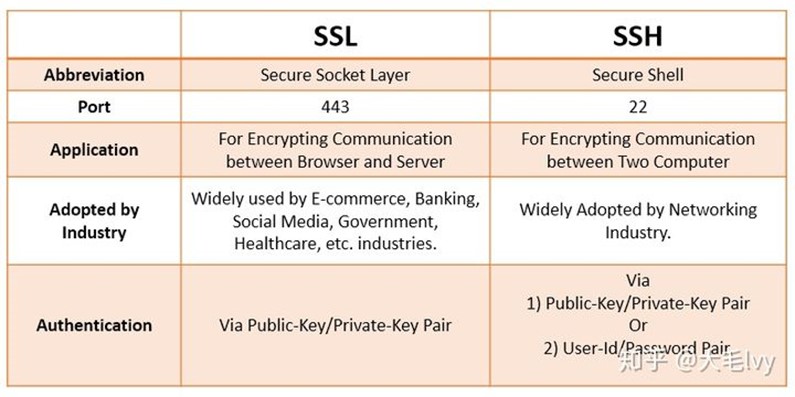 SSL SSH
Abbreviation Secure Socket Layer Secure Shell
Port 443 22
Application
For Encrypting Communication
between Browser and Server
For Encrypting Communication
between Two Computer
Adopted by
Industry
Widely used by E-commerce, Banking,
Social Media, Government,
Healthcare, etc. industries.
Widely Adopted by Networking
Industry.
Authentication
Via Public-Key/Private-Key Pair
Via
1) Public-Key/Private-Key Pair
Or
2) User-Id/Password Pair
知乎 @大毛lvy